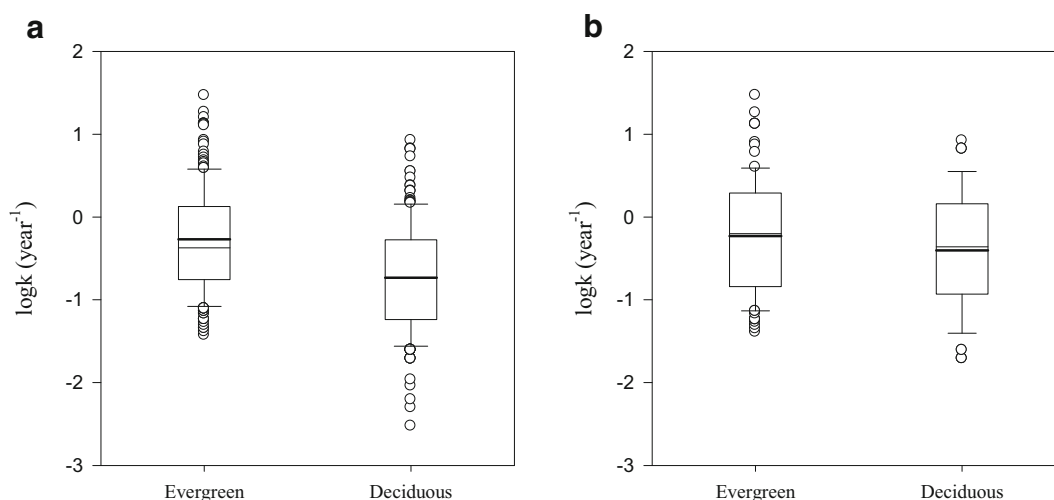 a
2
1
0
-1
-2
-3
logk (year-1)
Evergreen
Deciduous
b
2
1
0
-1
-2
-3
logk (year-1)
Evergreen
Deciduous